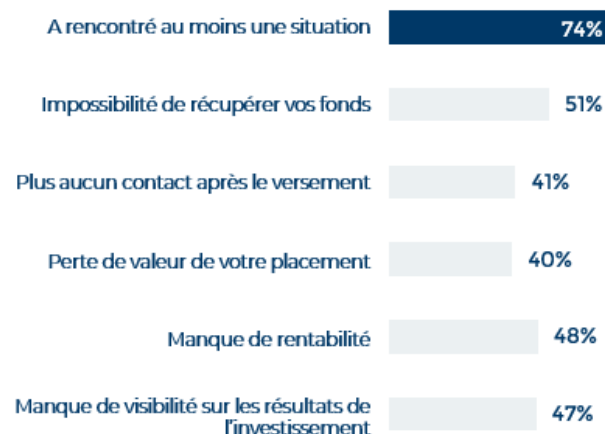 A rencontré au moins une situation 74%
Impossibilité de récupérer vos fonds 51%
Plus aucun contact après le versement 41%
Perte de valeur de votre placement 40%
Manque de rentabilité 48%
Manque de visibilité sur les résultats de
l'investissement 47%